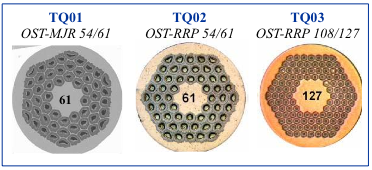 TQ01 TQ02 TQ03
OST-MJR 54/61 OST-RRP 54/61 OST-RRP 108/127
61 61 127